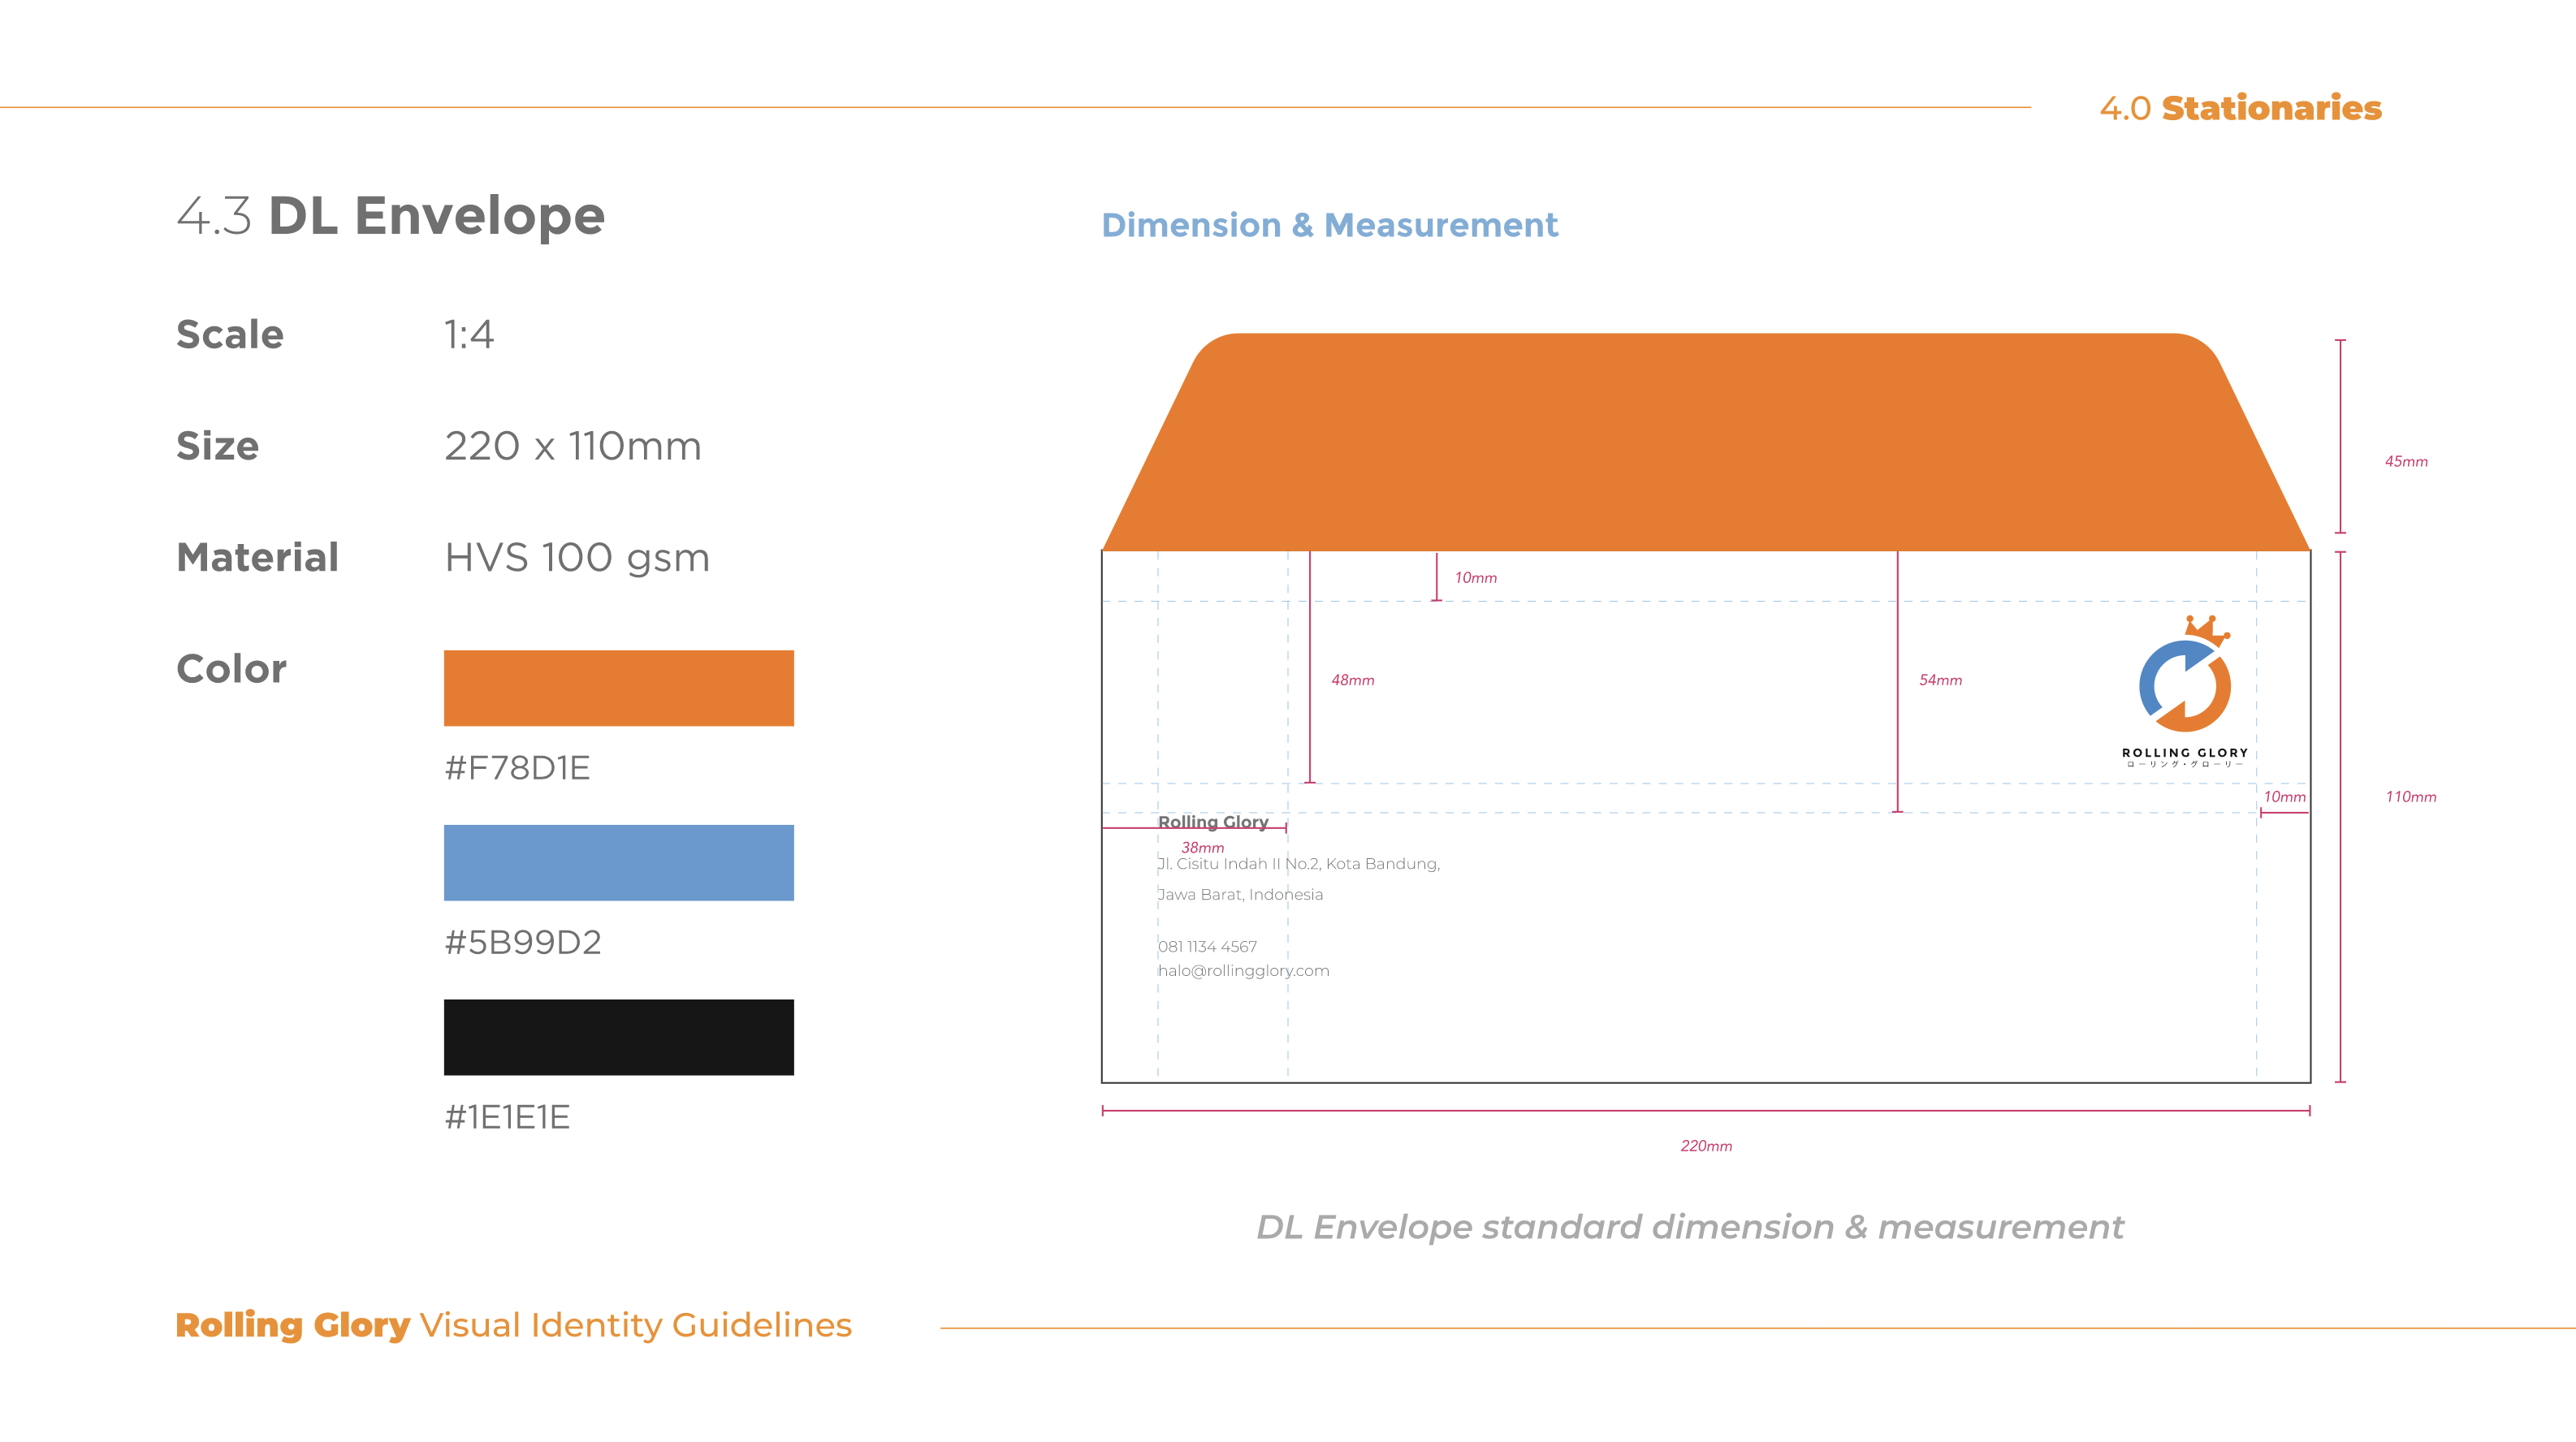 4.0 Stationaries
4.3 DL Envelope
Scale 1:4
Size 220 x 110mm
Material HVS 100 gsm
Color
#F78D1E
#5B99D2
#1E1E1E
Dimension & Measurement
45mm
10mm
48mm
54mm
ROLLING GLORY
ローリング・グローリー
10mm
110mm
Rolling Glory
38mm
Jl. Cisitu Indah II No.2, Kota Bandung,
Jawa Barat, Indonesia
081 1134 4567
halo@rollingglory.com
220mm
DL Envelope standard dimension & measurement
Rolling Glory Visual Identity Guidelines